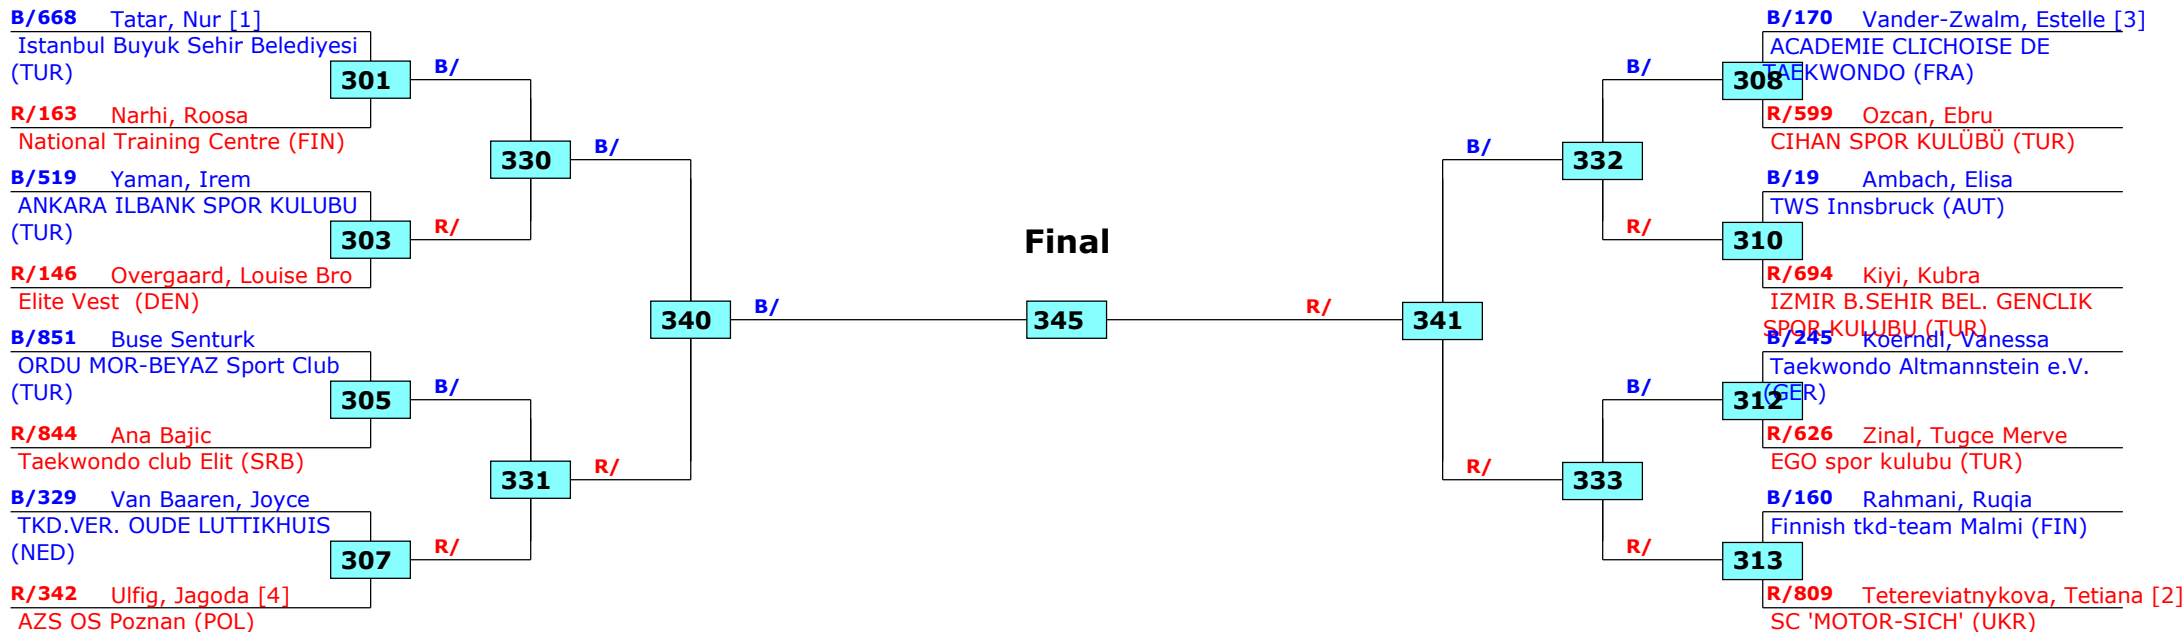 B/668 Tatar, Nur [1]
Istanbul Buyuk Sehir Belediyesi
(TUR)
301
B/
R/163 Narhi, Roosa
National Training Centre (FIN)
330
B/
B/519 Yaman, Irem
ANKARA ILBANK SPOR KULUBU
(TUR)
303
R/
R/146 Overgaard, Louise Bro
Elite Vest (DEN)
340
B/
B/851 Buse Senturk
ORDU MOR-BEYAZ Sport Club
(TUR)
305
B/
R/844 Ana Bajic
Taekwondo club Elit (SRB)
331
R/
B/329 Van Baaren, Joyce
TKD.VER. OUDE LUTTIKHUIS
(NED)
307
R/
R/342 Ulfig, Jagoda [4]
AZS OS Poznan (POL)
Final
345
B/170 Vander-Zwalm, Estelle [3]
ACADEMIE CLICHOISE DE
TAEKWONDO (FRA)
308
B/
R/599 Ozcan, Ebru
CIHAN SPOR KULÜBÜ (TUR)
332
B/
B/19 Ambach, Elisa
TWS Innsbruck (AUT)
310
R/
R/694 Kiyi, Kubra
IZMIR B.SEHIR BEL. GENCLIK
SPOR KULUBU (TUR)
341
R/
B/245 Koerndl, Vanessa
Taekwondo Altmannstein e.V.
(GER)
312
B/
R/626 Zinal, Tugce Merve
EGO spor kulubu (TUR)
333
R/
B/160 Rahmani, Ruqia
Finnish tkd-team Malmi (FIN)
313
R/
R/809 Tetereviatnykova, Tetiana [2]
SC 'MOTOR-SICH' (UKR)